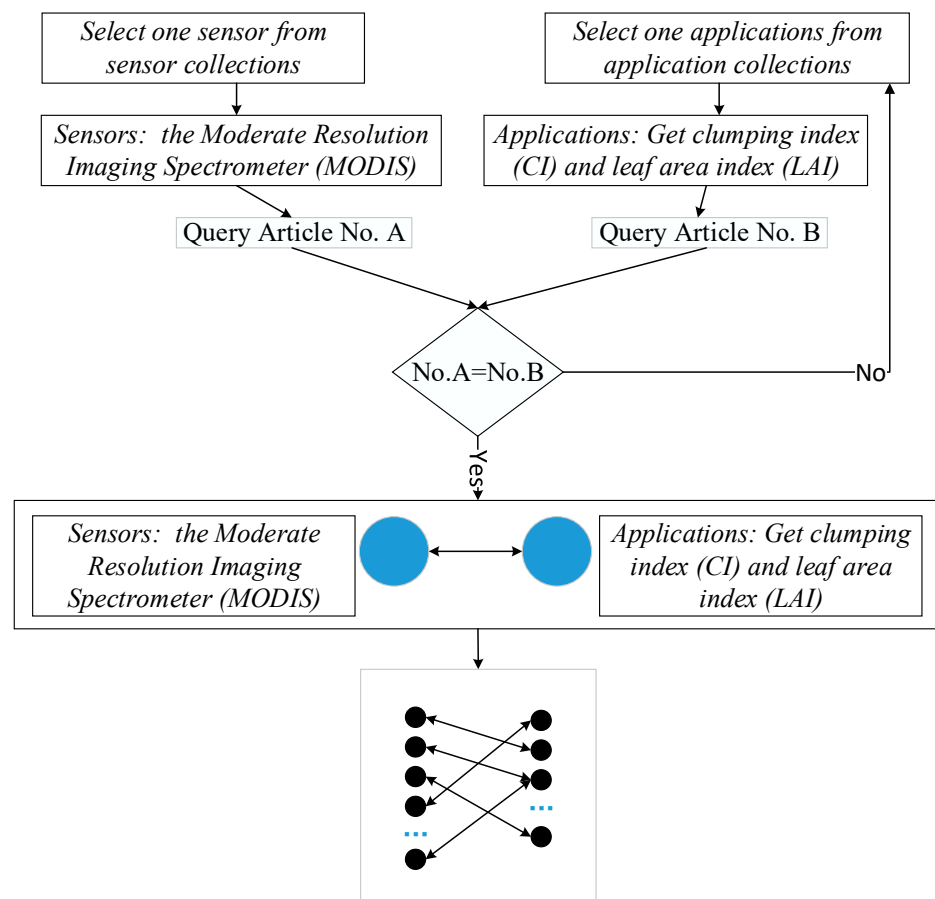 Select one sensor from
sensor collections
Select one applications from
application collections
Sensors: the Moderate Resolution
Imaging Spectrometer (MODIS)
Applications: Get clumping index
(CI) and leaf area index (LAI)
Query Article No. A
Query Article No. B
No.A=No.B
No
Yes
Sensors: the Moderate
Resolution Imaging
Spectrometer (MODIS)
Applications: Get clumping
index (CI) and leaf area
index (LAI)
...
...